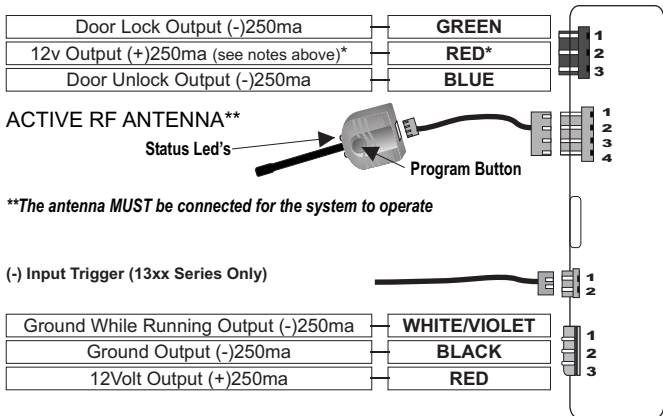 Door Lock Output (-)250ma GREEN 1
12v Output (+)250ma (see notes above)* RED* 2
Door Unlock Output (-)250ma BLUE 3
ACTIVE RF ANTENNA**
Status Led's
Program Button
1
2
3
4
**The antenna MUST be connected for the system to operate
(-) Input Trigger (13xx Series Only)
1
2
Ground While Running Output (-)250ma WHITE/VIOLET 1
Ground Output (-)250ma BLACK 2
12Volt Output (+)250ma RED 3